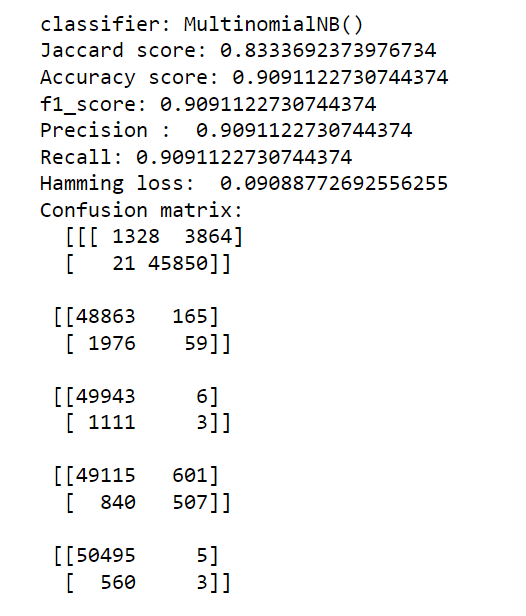 classifier: MultinomialNB()
Jaccard score: 0.8333692373976734
Accuracy score: 0.9091122730744374
f1_score: 0.9091122730744374
Precision :  0.9091122730744374
Recall: 0.9091122730744374
Hamming loss:  0.09088772692556255
Confusion matrix:
  [[[ 1328  3864]
  [   21 45850]]

 [[48863   165]
  [ 1976    59]]

 [[49943     6]
  [ 1111     3]]

 [[49115   601]
  [  840   507]]

 [[50495     5]
  [  560     3]]